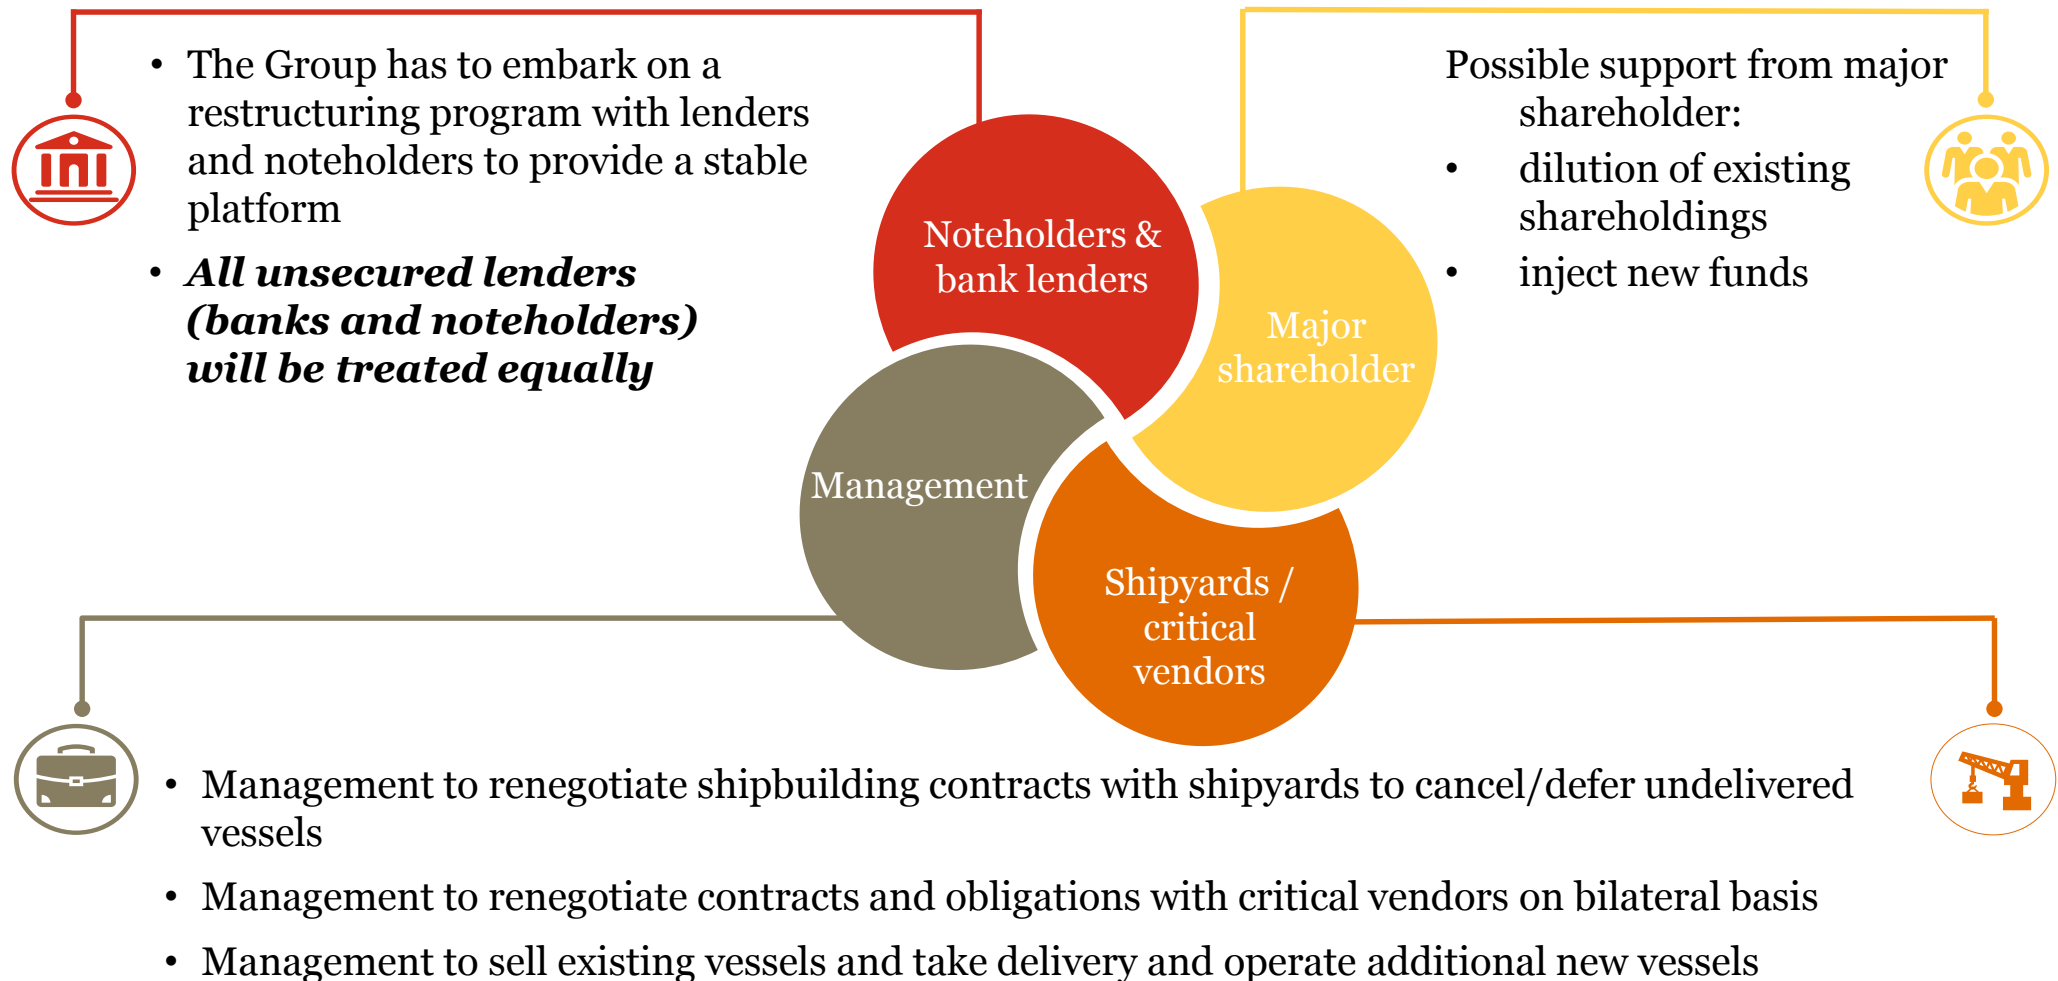 • The Group has to embark on a
restructuring program with lenders
and noteholders to provide a stable
platform
• All unsecured lenders
(banks and noteholders)
will be treated equally
Possible support from major
shareholder:
• dilution of existing
shareholdings
• inject new funds
Noteholders &
bank lenders
Major
shareholder
Management
Shipyards /
critical
vendors
• Management to renegotiate shipbuilding contracts with shipyards to cancel/defer undelivered
vessels
• Management to renegotiate contracts and obligations with critical vendors on bilateral basis
• Management to sell existing vessels and take delivery and operate additional new vessels